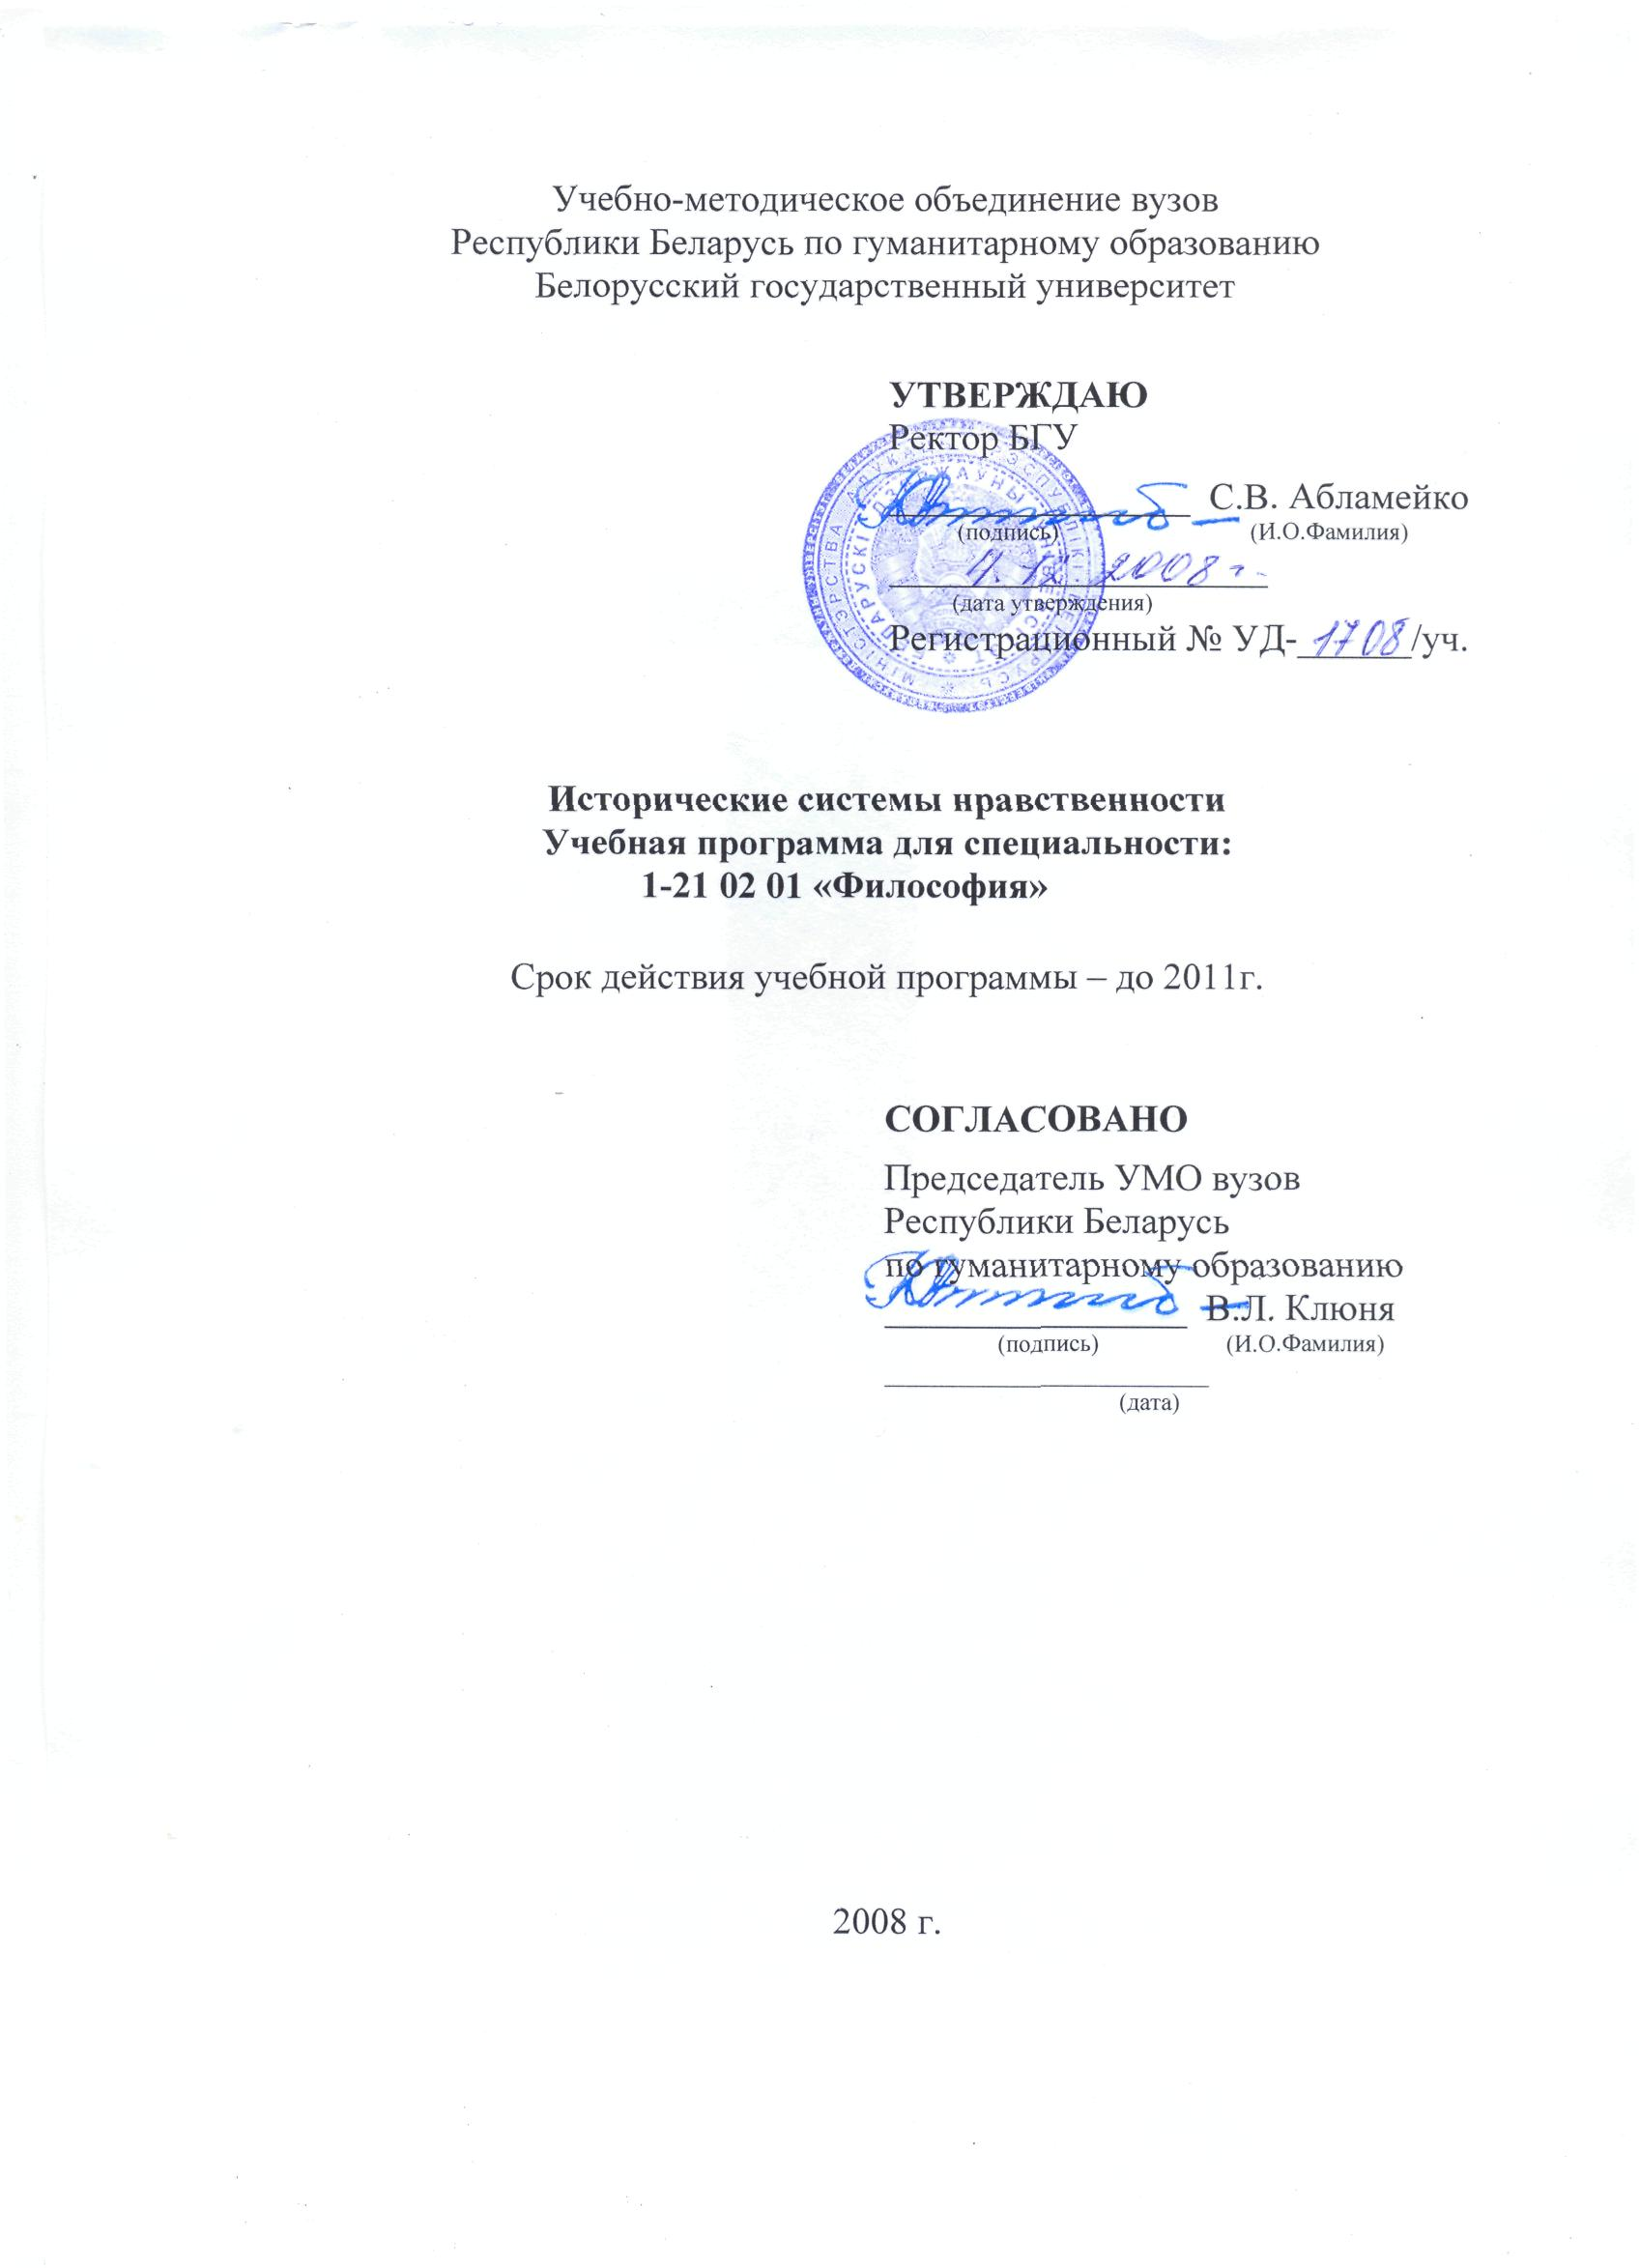 Учебно-методическое объединение вузов
Республики Беларусь по гуманитарному образованию
Белорусский государственный университет
УТВЕРЖДАЮ
Ректор БГУ
С.В. Абламейко
(подпись) (И.О.Фамилия)
2008 г.
(дата утверждения)
Регистрационный № УД-1708/уч.
Исторические системы нравственности
Учебная программа для специальности:
1-21 02 01 «Философия»
Срок действия учебной программы – до 2011г.
СОГЛАСОВАНО
Председатель УМО вузов
Республики Беларусь
по гуманитарному образованию
В.Л. Клюня
(подпись) (И.О.Фамилия)
(дата)
2008 г.